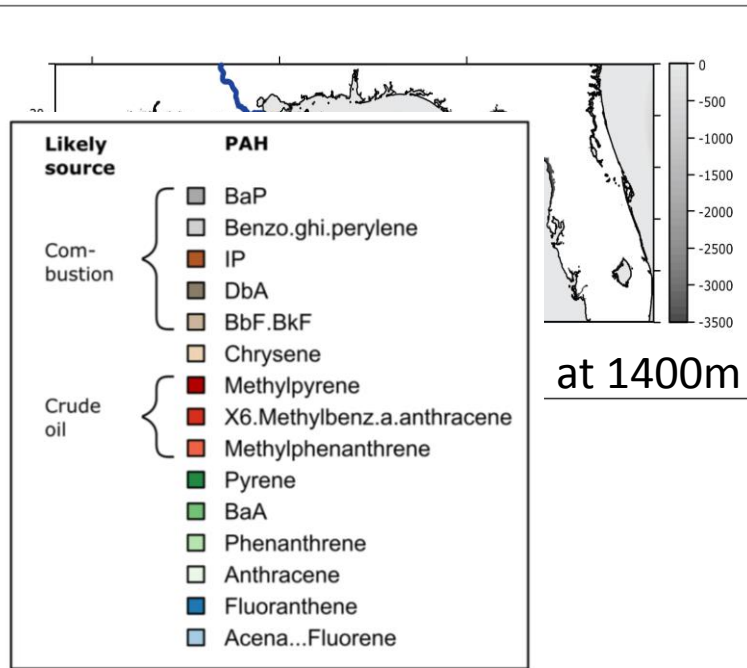 0
-500
-1000
-1500
-2000
-2500
-3000
-3500
at 1400m
Likely source
PAH
Com-
bustion
BaP
Benzo.ghi.perylene
IP
DbA
BbF.BkF
Chrysene
Crude
oil
Methylpyrene
X6.Methylbenz.a.anthracene
Methylphenanthrene
Pyrene
BaA
Phenanthrene
Anthracene
Fluoranthene
Acena...Fluorene